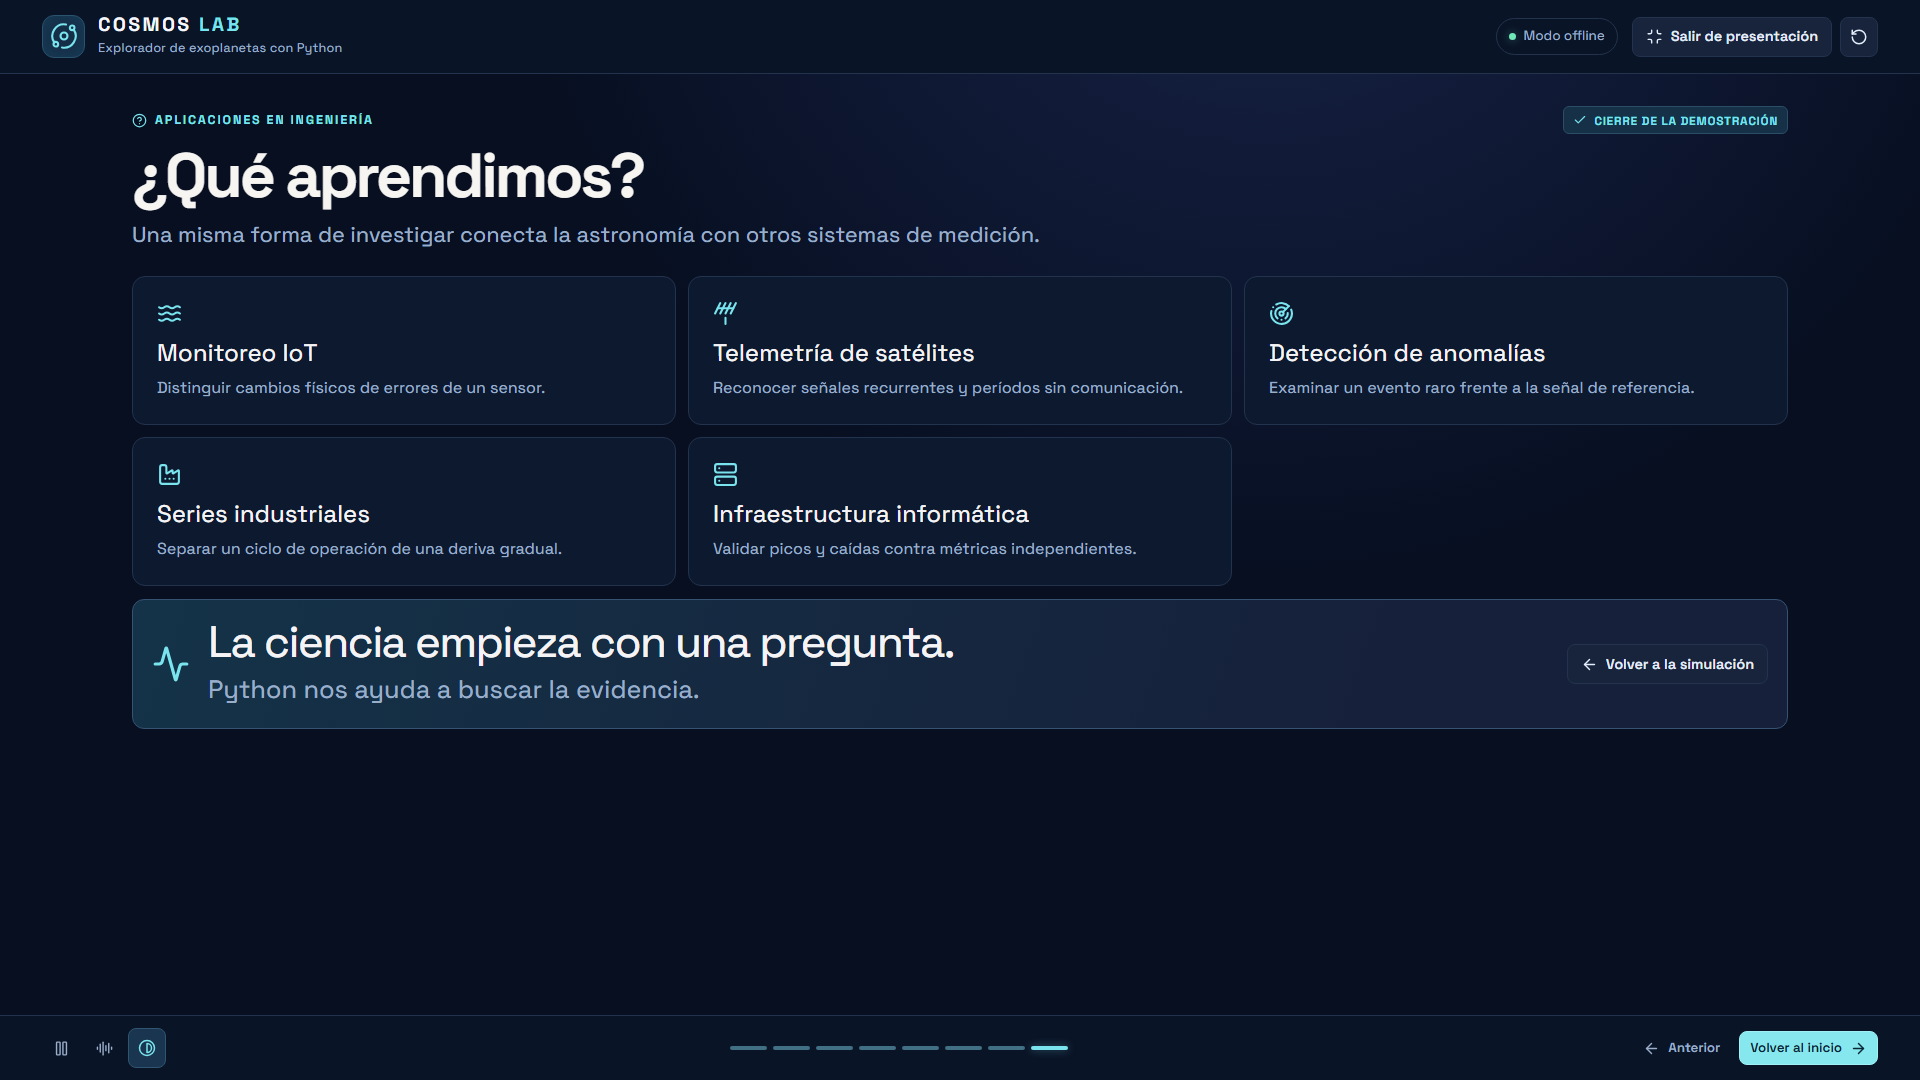 COSMOS LAB
Explorador de exoplanetas con Python
Modo offline
Salir de presentación
APLICACIONES EN INGENIERÍA
CIERRE DE LA DEMOSTRACIÓN
¿Qué aprendimos?
Una misma forma de investigar conecta la astronomía con otros sistemas de medición.
Monitoreo IoT
Distinguir cambios físicos de errores de un sensor.
Telemetría de satélites
Reconocer señales recurrentes y períodos sin comunicación.
Detección de anomalías
Examinar un evento raro frente a la señal de referencia.
Series industriales
Separar un ciclo de operación de una deriva gradual.
Infraestructura informática
Validar picos y caídas contra métricas independientes.
La ciencia empieza con una pregunta.
Python nos ayuda a buscar la evidencia.
Volver a la simulación
Anterior
Volver al inicio